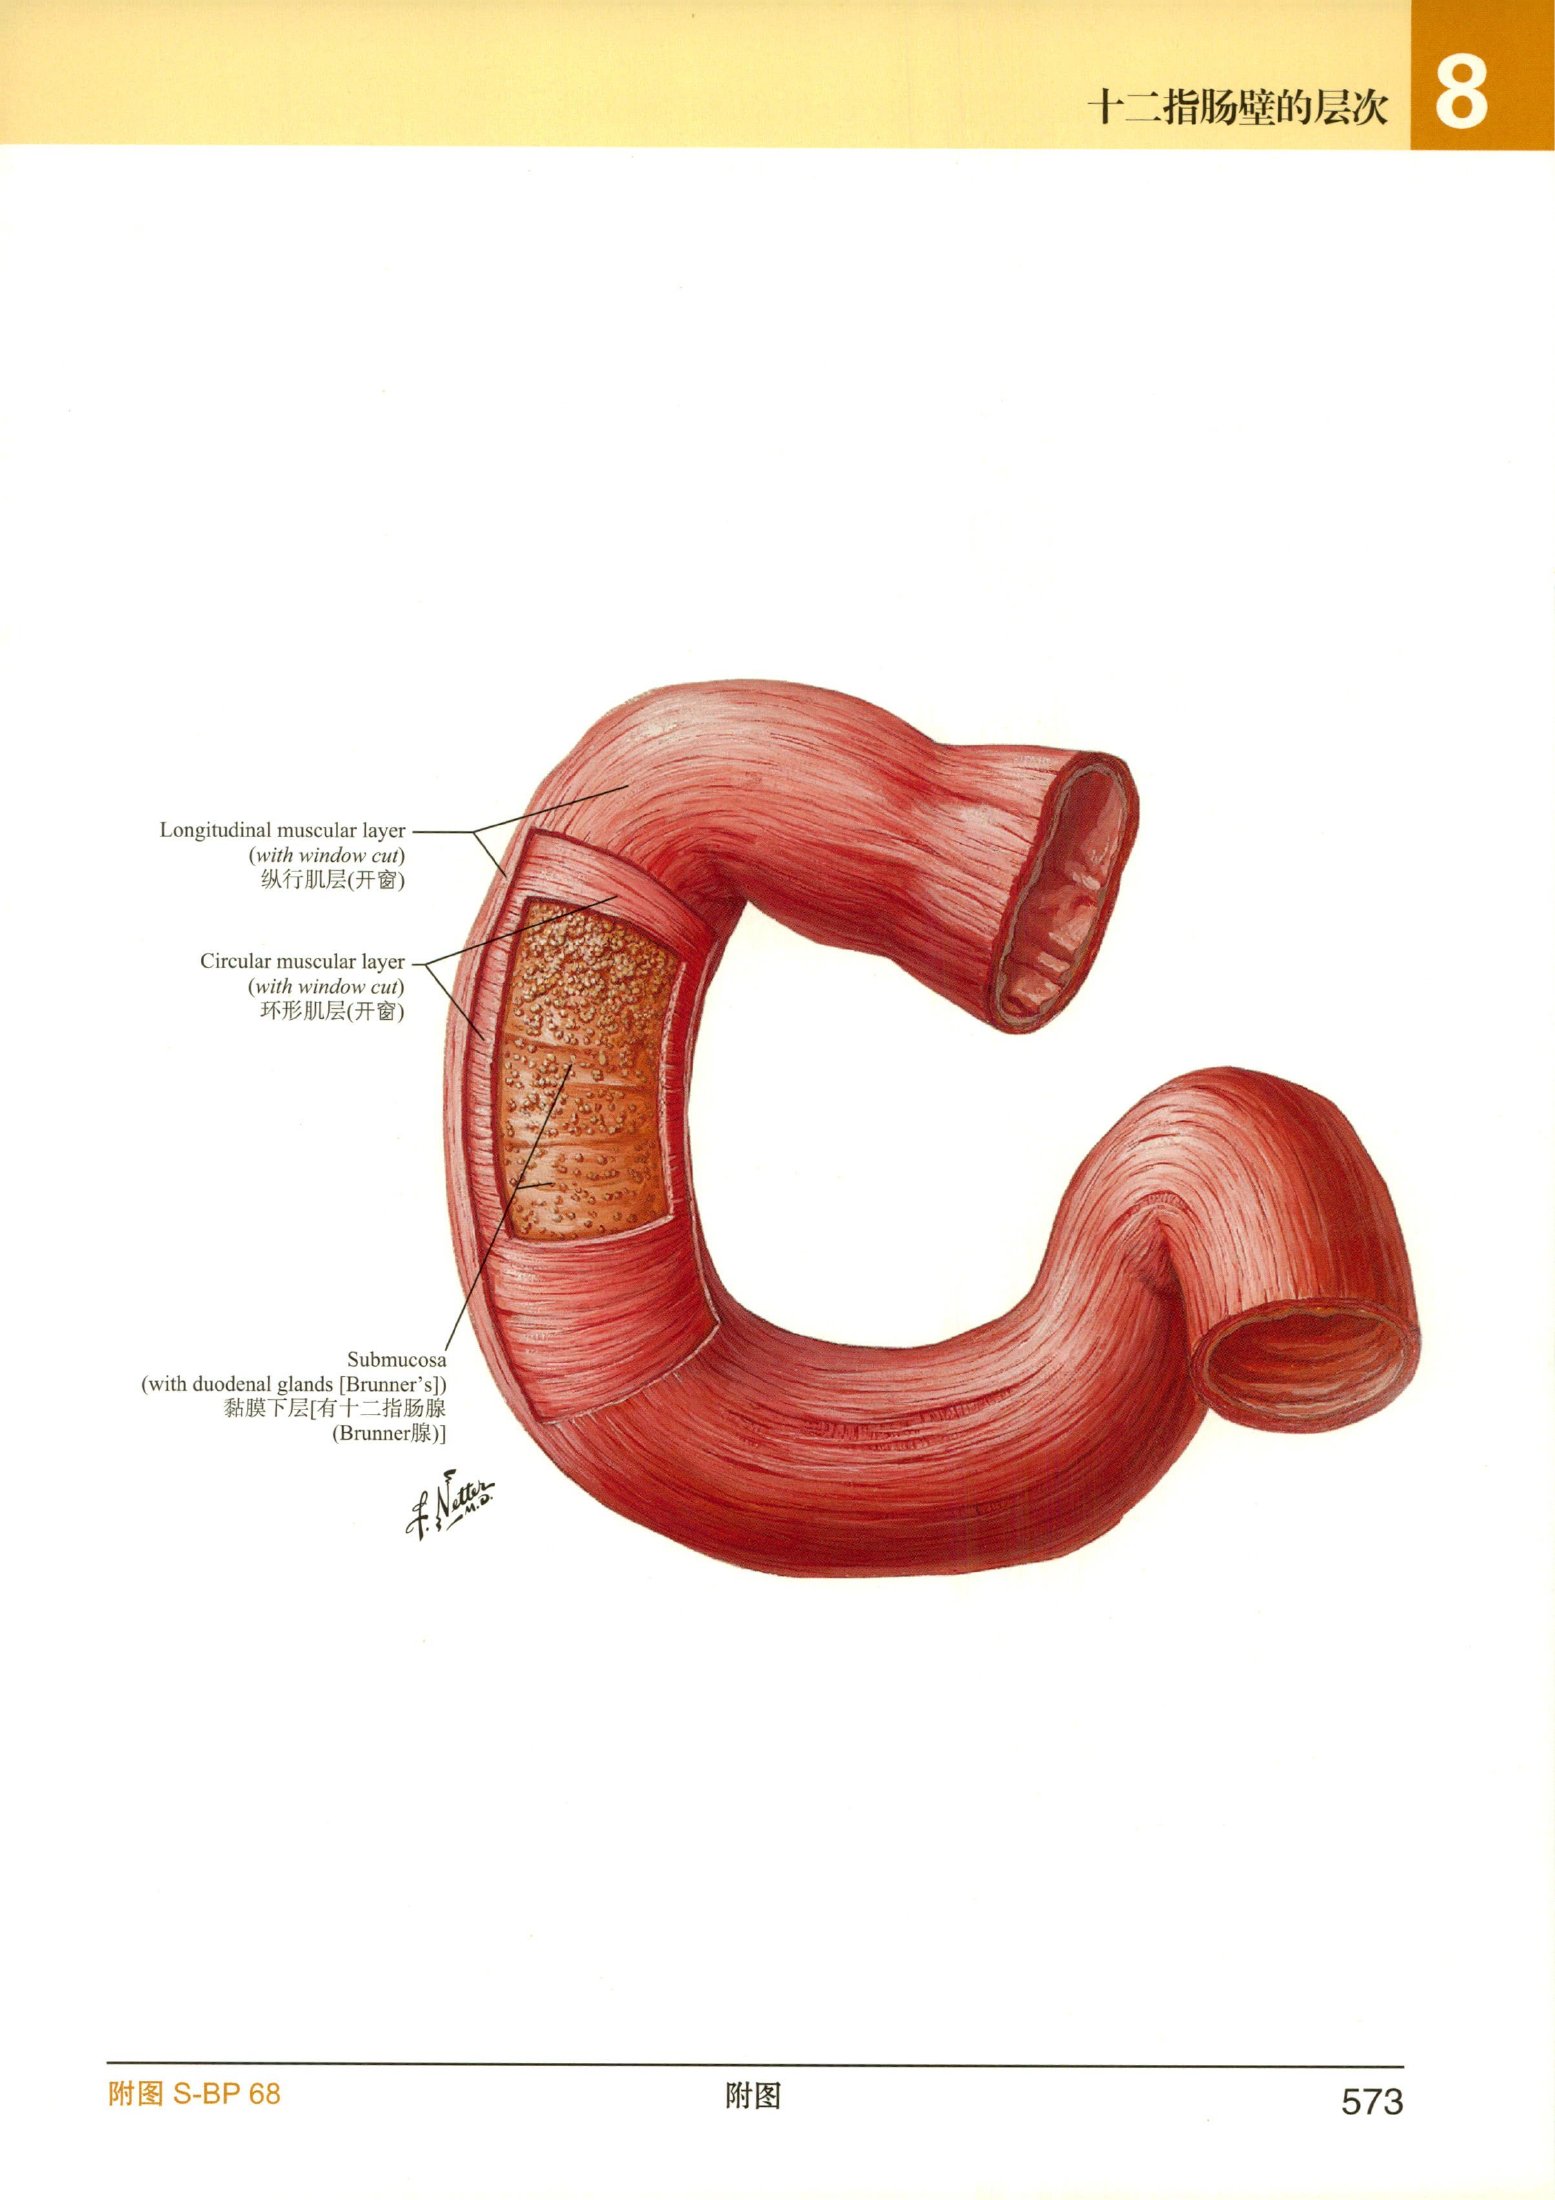 十二指肠壁的层次
8
Longitudinal muscular layer
(with window cut)
纵行肌层(开窗)
Circular muscular layer
(with window cut)
环形肌层(开窗)
Submucosa
(with duodenal glands [Brunner's])
黏膜下层[有十二指肠腺
(Brunner腺)]
F. Netter
M.D.
附图 S-BP 68
附图
573